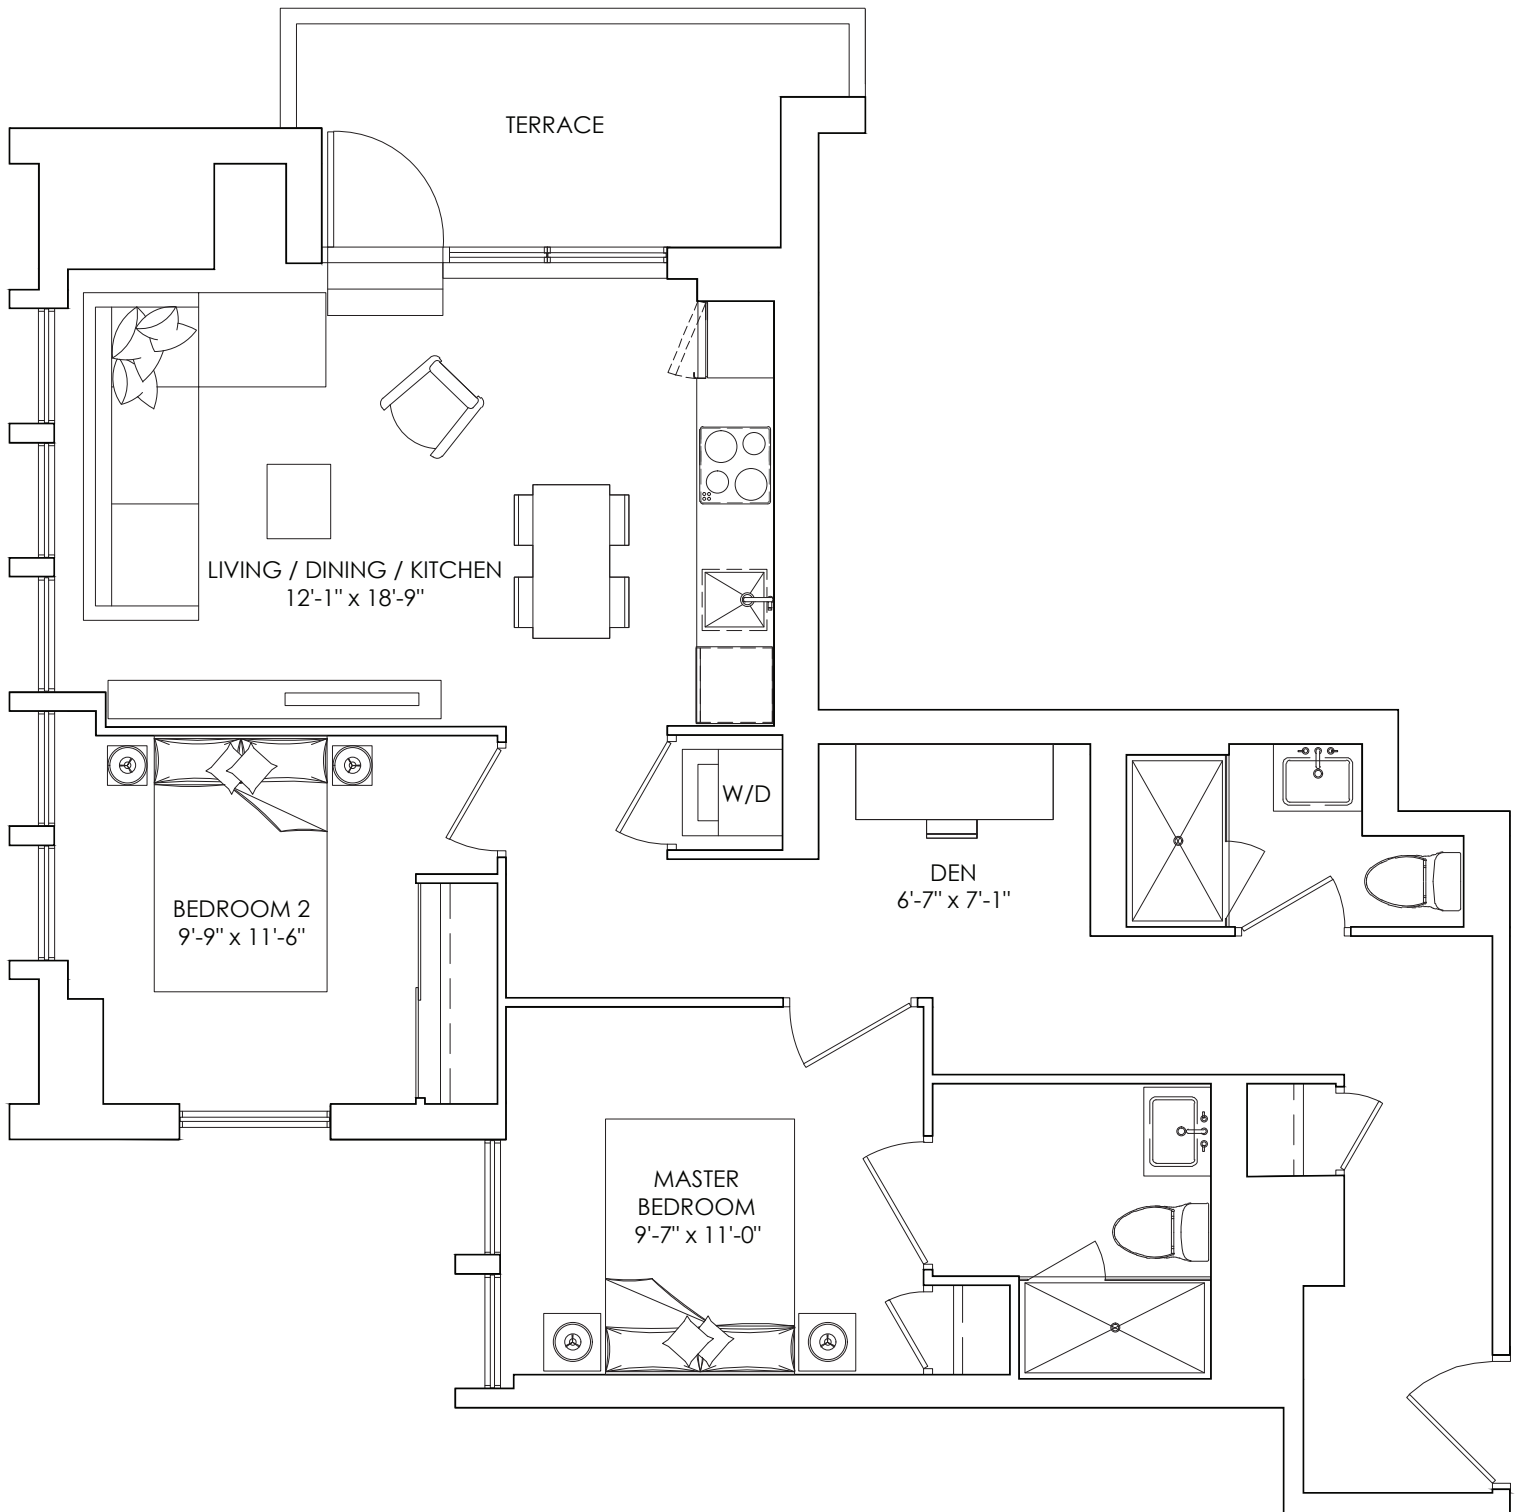 TERRACE
LIVING / DINING / KITCHEN
12'-1" x 18'-9"
W/D
DEN
6'-7" x 7'-1"
BEDROOM 2
9'-9" x 11'-6"
MASTER
BEDROOM
9'-7" x 11'-0"